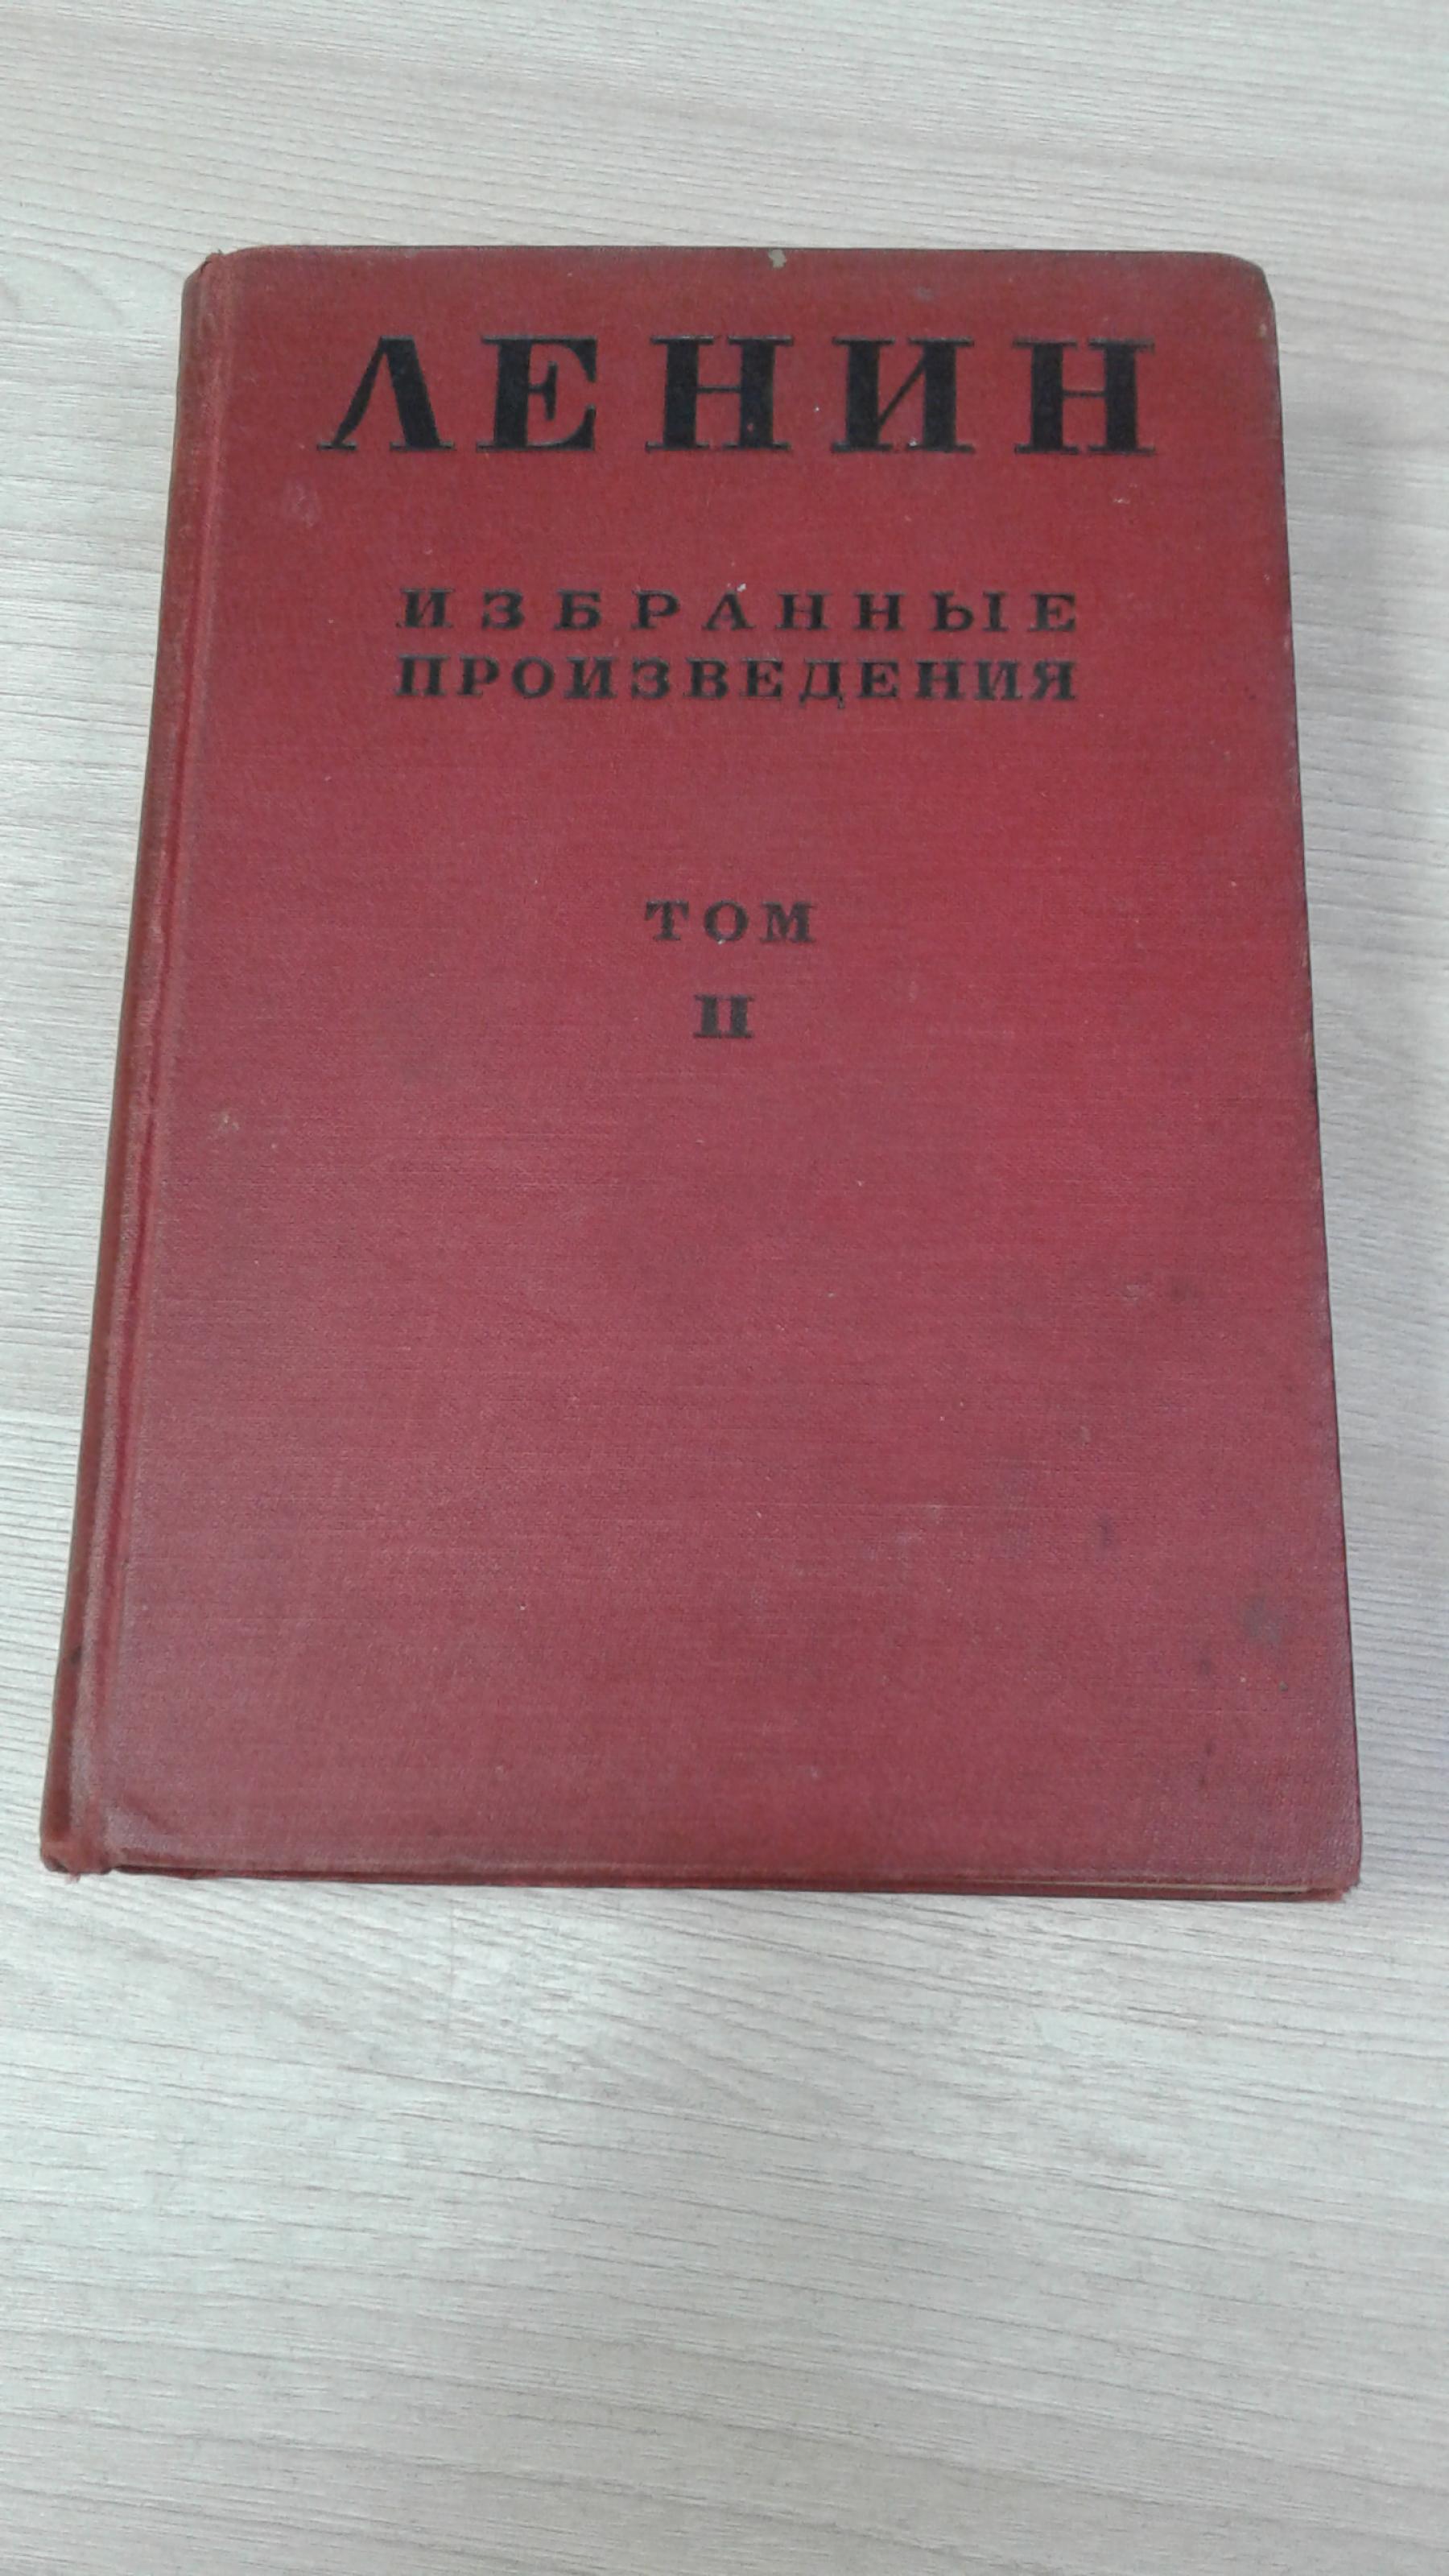 ЛЕНИН
ИЗБРАННЫЕ
ПРОИЗВЕДЕНИЯ
ТОМ
II